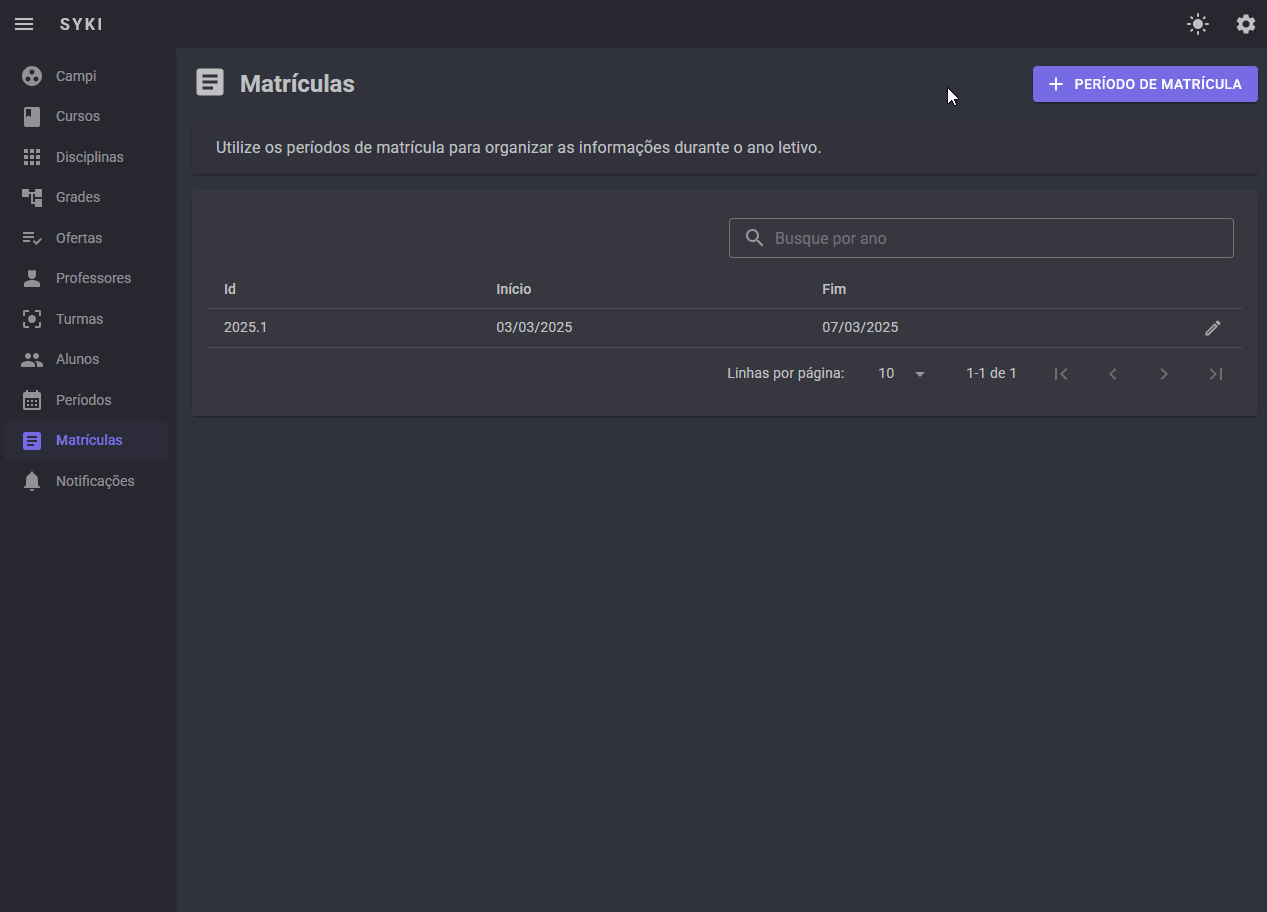 SYKI
Campi
Cursos
Disciplinas
Grades
Ofertas
Professores
Turmas
Alunos
Períodos
Matrículas
Notificações
Matrículas
PERÍODO DE MATRÍCULA
Utilize os períodos de matrícula para organizar as informações durante o ano letivo.
Busque por ano
Id Início Fim
2025.1 03/03/2025 07/03/2025
Linhas por página: 10 1-1 de 1